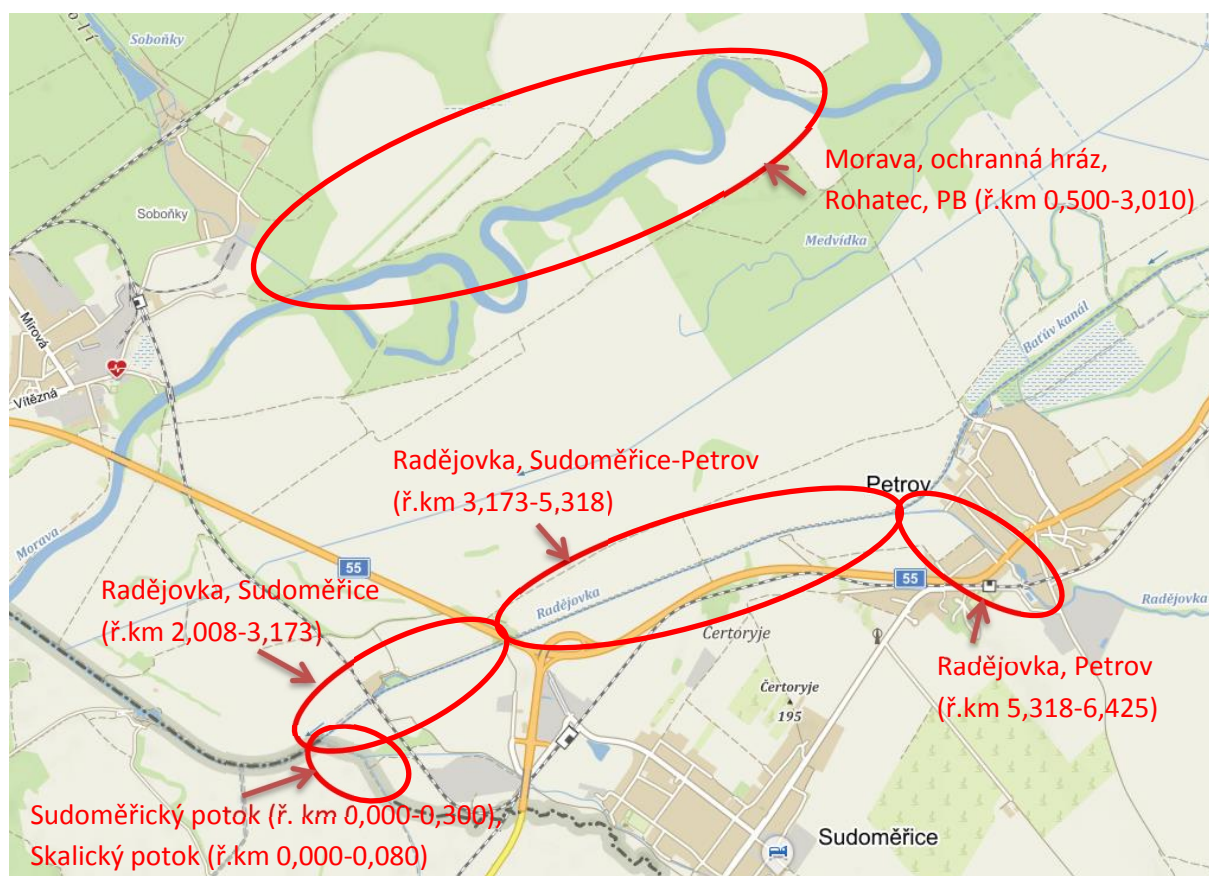 o l í
Soboňky
Soboňky
Morava, ochranná hráz,
Rohatec, PB (ř.km 0,500-3,010)
Medvídka
Mírová
Vítězná
Baťův kanál
Radějovka, Sudoměřice-Petrov
(ř.km 3,173-5,318)
Petrov
Morava
55
55
Radějovka, Sudoměřice
(ř.km 2,008-3,173)
Radějovka
Radějovka
Čertoryje
Radějovka, Petrov
(ř.km 5,318-6,425)
Čertoryje
195
Sudoměřický potok (ř. km 0,000-0,300),
Skalický potok (ř.km 0,000-0,080)
Sudoměřice